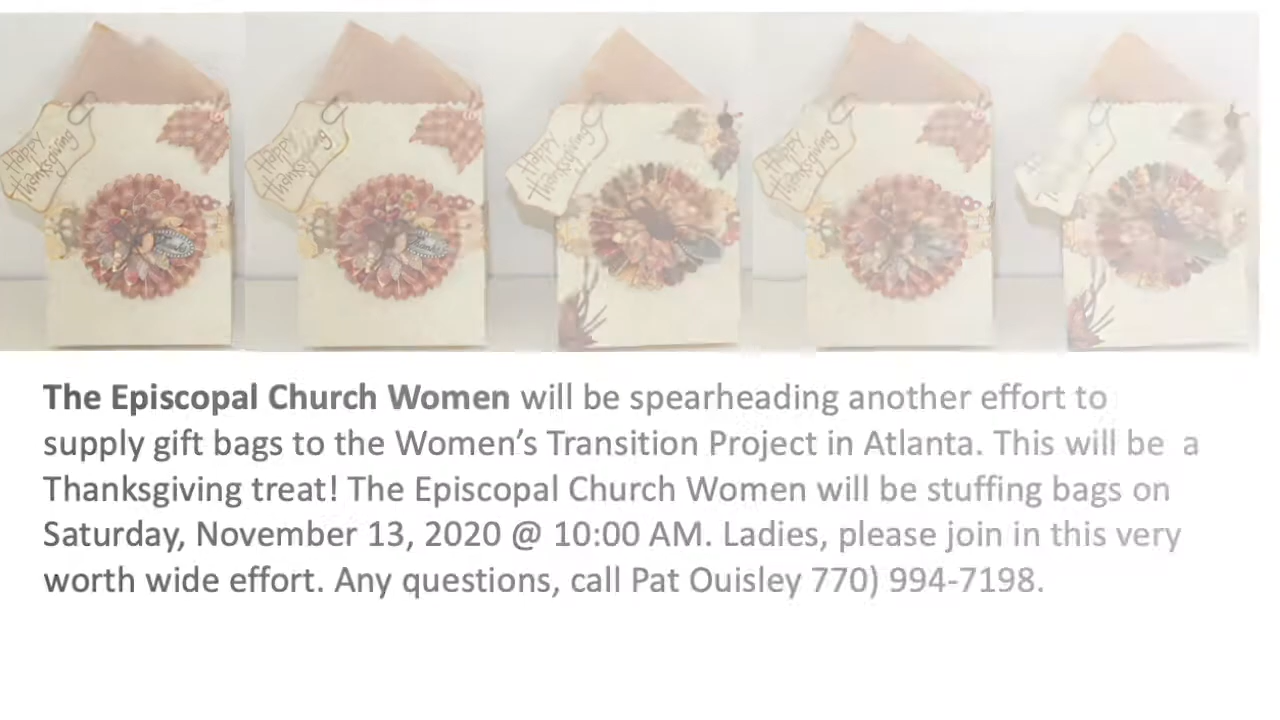 Happy Thanksgiving
Happy Thanksgiving
Happy Thanksgiving
Happy Thanksgiving
The Episcopal Church Women will be spearheading another effort to
supply gift bags to the Women’s Transition Project in Atlanta. This will be  a
Thanksgiving treat! The Episcopal Church Women will be stuffing bags on
Saturday, November 13, 2020 @ 10:00 AM. Ladies, please join in this very
worth wide effort. Any questions, call Pat Ouisley 770) 994-7198.